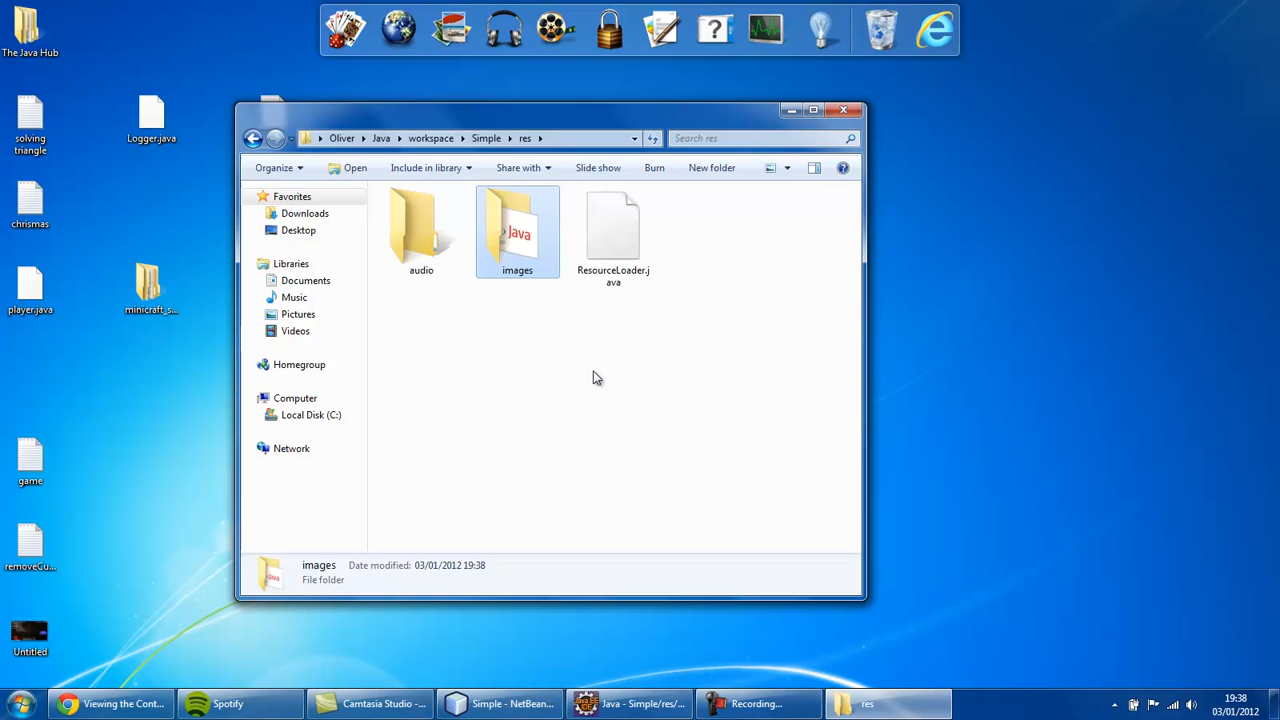 The Java Hub
solving
triangle
Logger.java
chrismas
player.java
minicraft_s...
game
removeCu...
Untitled
Oliver
Java
workspace
Simple
res
Search res
Organize
Open
Include in library
Share with
Slide show
Burn
New folder
Favorites
Downloads
Desktop
Libraries
Documents
Music
Pictures
Videos
Homegroup
Computer
Local Disk (C:)
Network
audio
Java
images
ResourceLoader.j
ava
images
Date modified: 03/01/2012 19:38
File folder
Java
Viewing the Cont...
Spotify
Camtasia Studio -...
Simple - NetBean...
Java - Simple/res/...
Recording...
res
19:38
03/01/2012